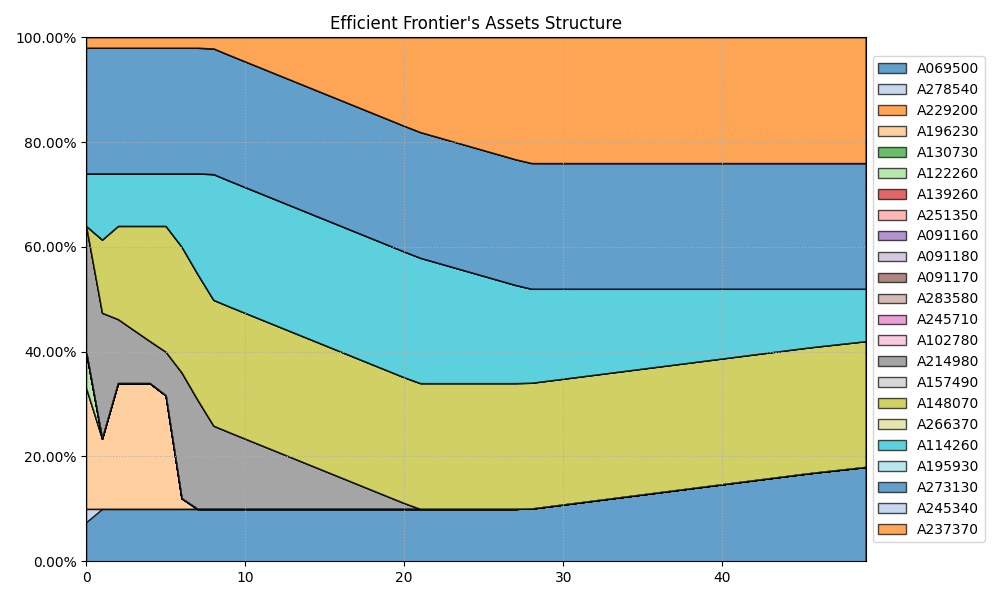 Efficient Frontier's Assets Structure
100.00%
80.00%
60.00%
40.00%
20.00%
0.00%
0
10
20
30
40
A069500
A278540
A229200
A196230
A130730
A122260
A139260
A251350
A091160
A091180
A091170
A283580
A245710
A102780
A214980
A157490
A148070
A266370
A114260
A195930
A273130
A245340
A237370